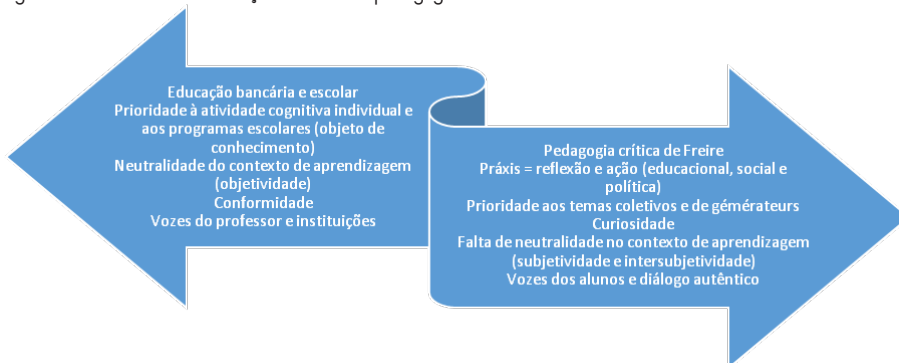 Educação bancária e escolar
Prioridade à atividade cognitiva individual e
aos programas escolares (objeto de
conhecimento)
Neutralidade do contexto de aprendizagem
(objetividade)
Conformidade
Vozes do professor e instituições
Pedagogia crítica de Freire
Práxis = reflexão e ação (educacional, social e
política)
Prioridade aos temas coletivos e de gémérateurs
Curiosidade
Falta de neutralidade no contexto de aprendizagem
(subjetividade e intersubjetividade)
Vozes dos alunos e diálogo autêntico